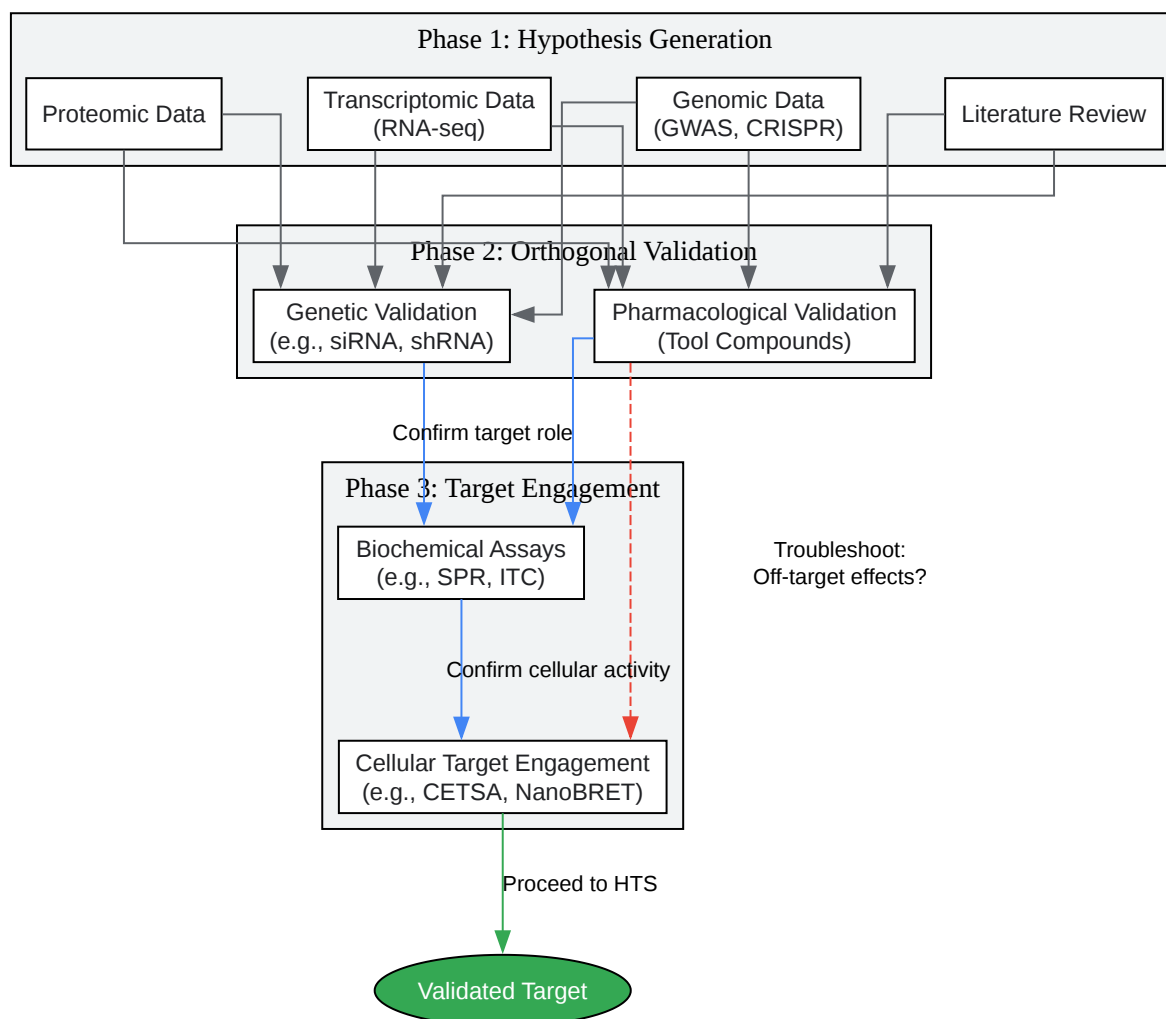 Phase 1: Hypothesis Generation
Proteomic Data
Transcriptomic Data
(RNA-seq)
Genomic Data
(GWAS, CRISPR)
Literature Review
Phase 2: Orthogonal Validation
Genetic Validation
(e.g., siRNA, shRNA)
Pharmacological Validation
(Tool Compounds)
Confirm target role
Phase 3: Target Engagement
Biochemical Assays
(e.g., SPR, ITC)
Troubleshoot:
Off-target effects?
Confirm cellular activity
Cellular Target Engagement
(e.g., CETSA, NanoBRET)
Proceed to HTS
Validated Target